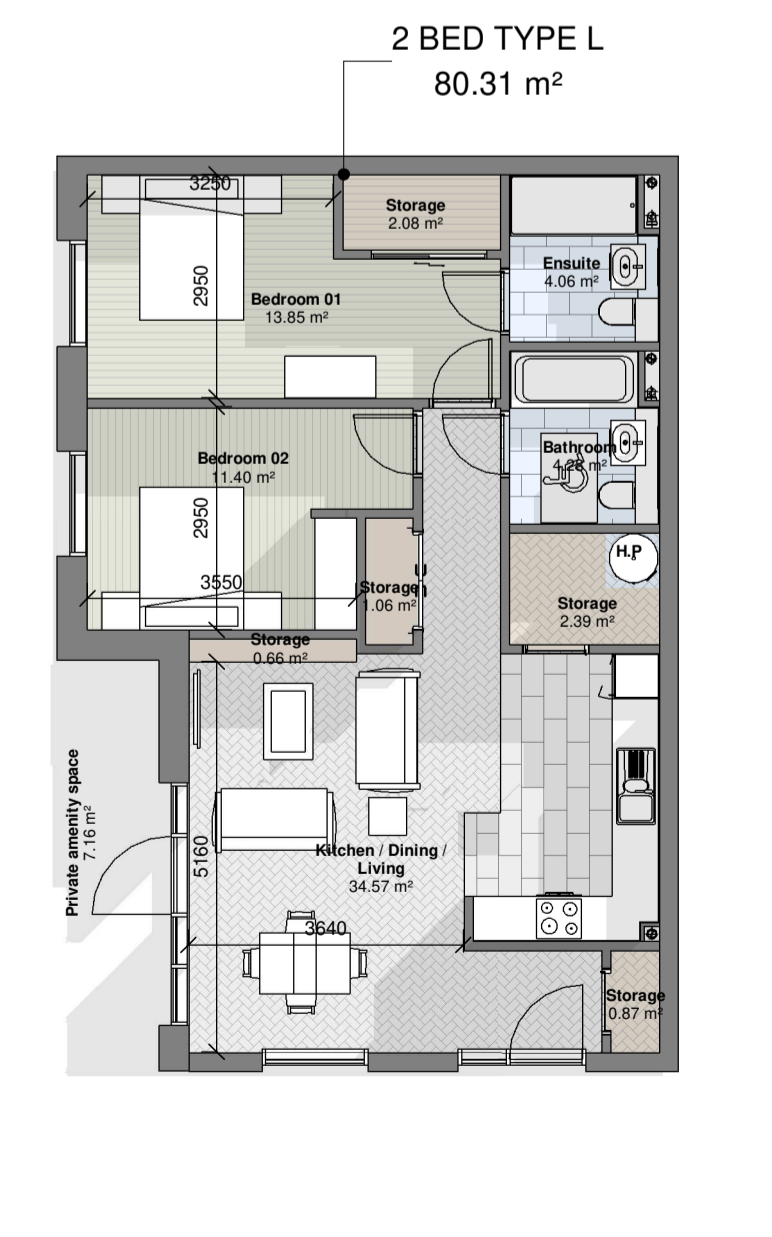 2 BED TYPE L
80.31 m²
3250
Storage
2.08 m²
Ensuite
4.06 m²
2950
Bedroom 01
13.85 m²
Bedroom 02
11.40 m²
Bathroom
4.28 m²
2950
H.P
3550
Storage
1.06 m²
Storage
2.39 m²
Storage
0.66 m²
Private amenity space
7.16 m²
5160
Kitchen / Dining /
Living
34.57 m²
3640
Storage
0.87 m²